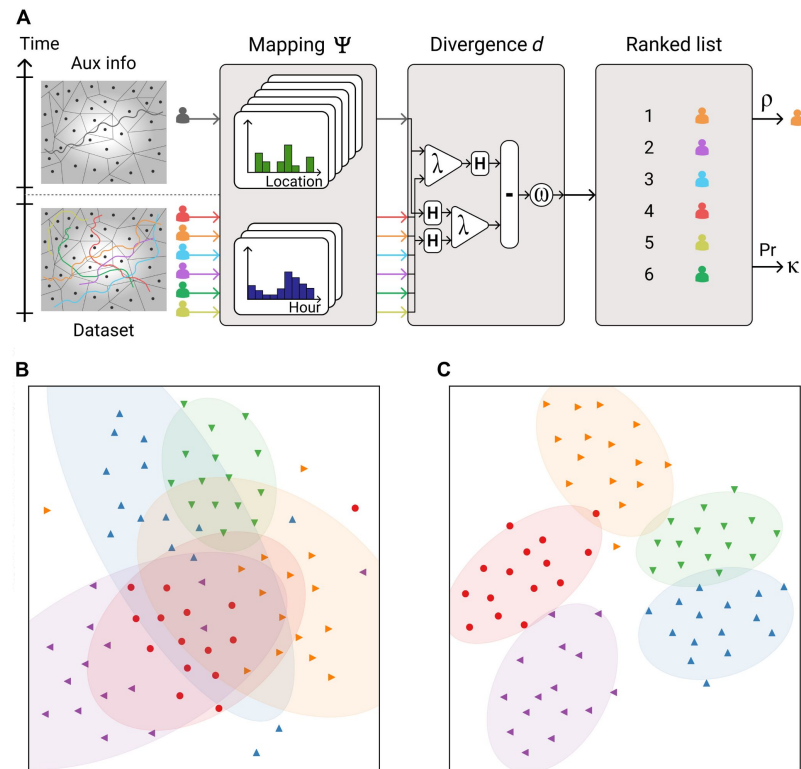 A
Time
Aux info
Mapping Ψ
Divergence d
Ranked list
Location
Hour
Dataset
λ
H
H
H
λ
-
ω
1
2
3
4
5
6
ρ
Pr
κ
B
C